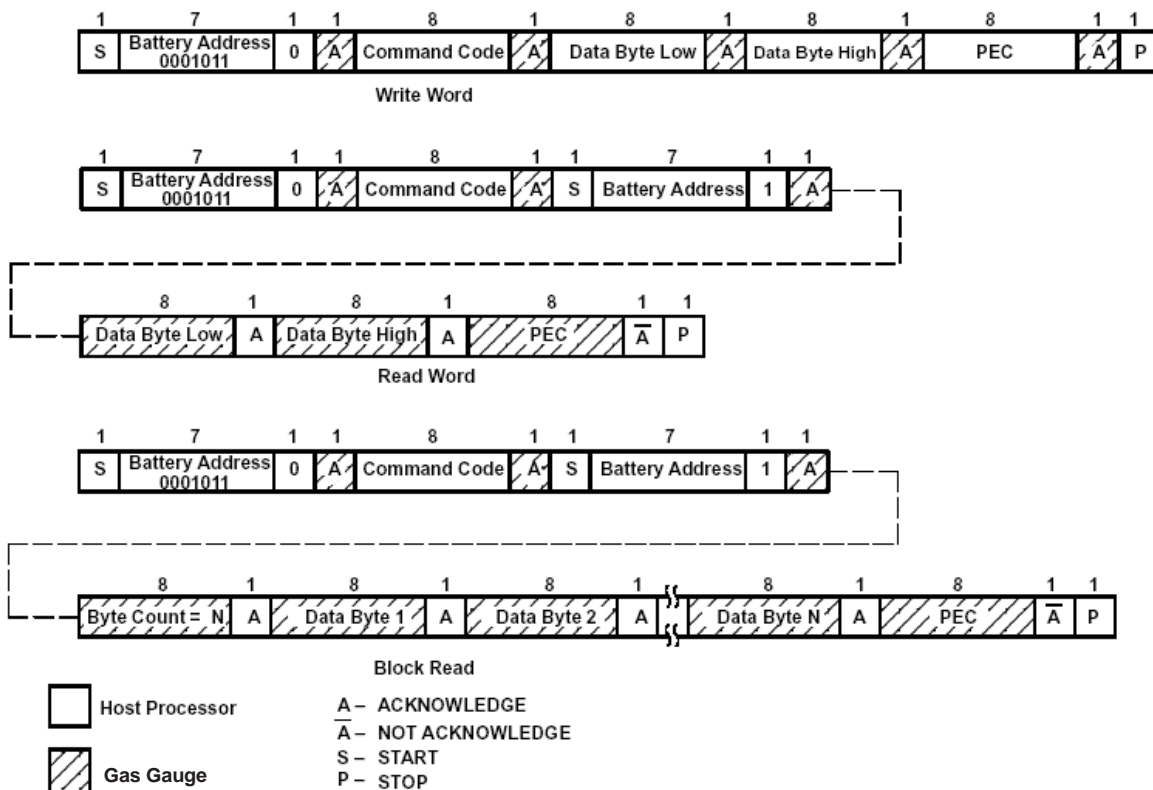 1 7 1 1 8 1 8 1 8 1 8 1 1
S Battery Address 0 A Command Code A Data Byte Low A Data Byte High A PEC A P
0001011
Write Word
1 7 1 1 8 1 1 7 1 1
S Battery Address 0 A Command Code A S Battery Address 1 A
0001011
8 1 8 1 8 1 1
Data Byte Low A Data Byte High A PEC A̅ P
Read Word
1 7 1 1 8 1 1 7 1 1
S Battery Address 0 A Command Code A S Battery Address 1 A
0001011
8 1 8 1 8 1 8 1 8 1 1
Byte Count = N A Data Byte 1 A Data Byte 2 A Data Byte N A PEC A̅ P
Block Read
Host Processor
Gas Gauge
A – ACKNOWLEDGE
A̅ – NOT ACKNOWLEDGE
S – START
P – STOP